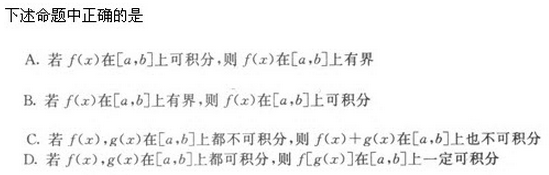 下述命题中正确的是
A. 若 f(x)在[a,b]上可积分,则 f(x)在[a,b]上有界
B. 若 f(x)在[a,b]上有界,则 f(x)在[a,b]上可积分
C. 若 f(x),g(x)在[a,b]上都不可积分,则 f(x)+g(x)在[a,b]上也不可积分
D. 若 f(x),g(x)在[a,b]上都可积分,则 f[g(x)]在[a,b]上一定可积分